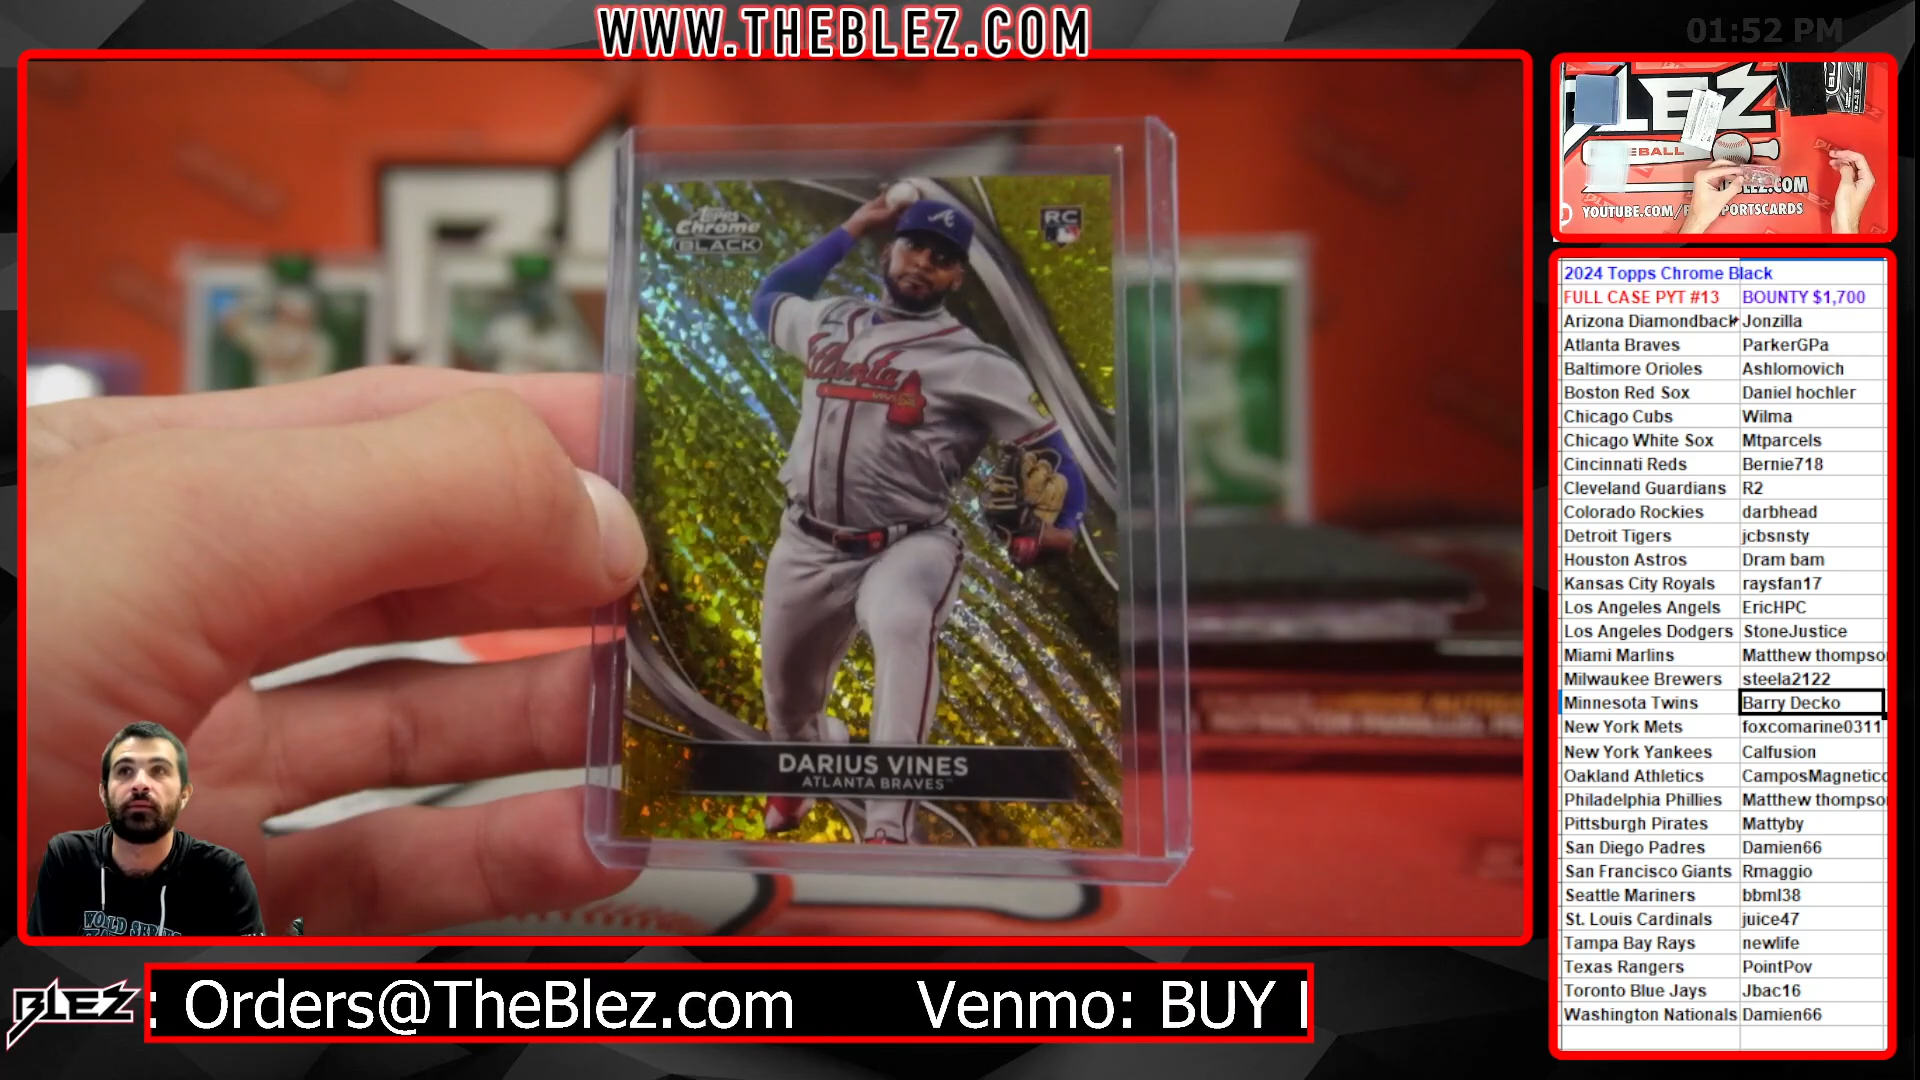 WWW.THEBLEZ.COM
01:52 PM
Topps
Chrome
BLACK
RC
Atlanta
DARIUS VINES
ATLANTA BRAVES
WORLD SERIES
LEZ
EBALL
YOUTUBE.COM/
PORTSCARDS
2024 Topps Chrome Black
FULL CASE PYT #13 BOUNTY $1,700
Arizona Diamondback Jonzilla
Atlanta Braves ParkerGPa
Baltimore Orioles Ashlomovich
Boston Red Sox Daniel hochler
Chicago Cubs Wilma
Chicago White Sox Mtparcels
Cincinnati Reds Bernie718
Cleveland Guardians R2
Colorado Rockies darbhead
Detroit Tigers jcbsnsty
Houston Astros Dram bam
Kansas City Royals raysfan17
Los Angeles Angels EricHPC
Los Angeles Dodgers StoneJustice
Miami Marlins Matthew thompso
Milwaukee Brewers steela2122
Minnesota Twins Barry Decko
New York Mets foxcomarine0311
New York Yankees Calfusion
Oakland Athletics CamposMagnetic
Philadelphia Phillies Matthew thompso
Pittsburgh Pirates Mattyby
San Diego Padres Damien66
San Francisco Giants Rmaggio
Seattle Mariners bbml38
St. Louis Cardinals juice47
Tampa Bay Rays newlife
Texas Rangers PointPov
Toronto Blue Jays Jbac16
Washington Nationals Damien66
BLEZ
: Orders@TheBlez.com Venmo: BUY